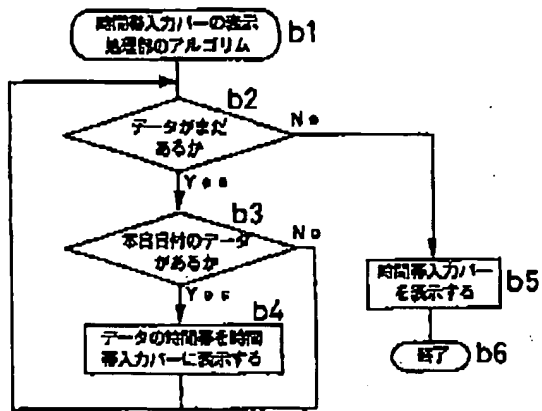 時間帯入力バーの表示
処理部のアルゴリム
b1
b2
データがまだ
あるか
No
Yes
b3
本日日付のデータ
があるか
No
Yes
b4
データの時間帯を時間
帯入力バーに表示する
時間帯入力バー
を表示する
b5
終了
b6